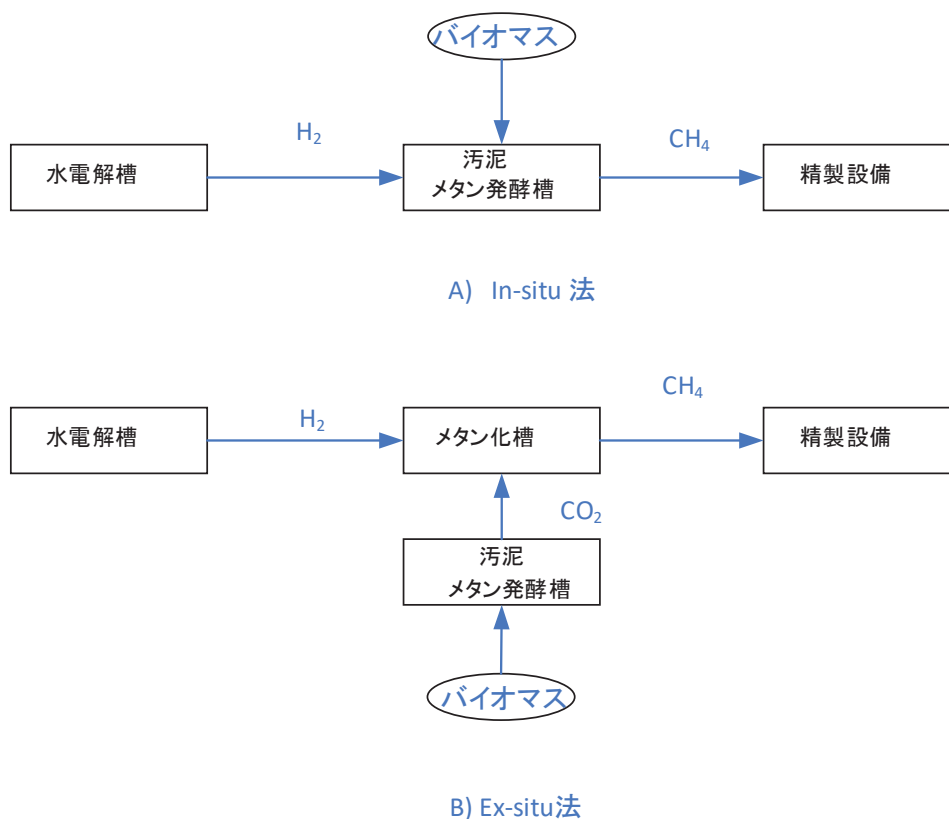 バイオマス
H₂
CH₄
水電解槽
汚泥
メタン発酵槽
精製設備
A) In-situ 法
CH₄
H₂
水電解槽
メタン化槽
精製設備
CO₂
汚泥
メタン発酵槽
バイオマス
B) Ex-situ法